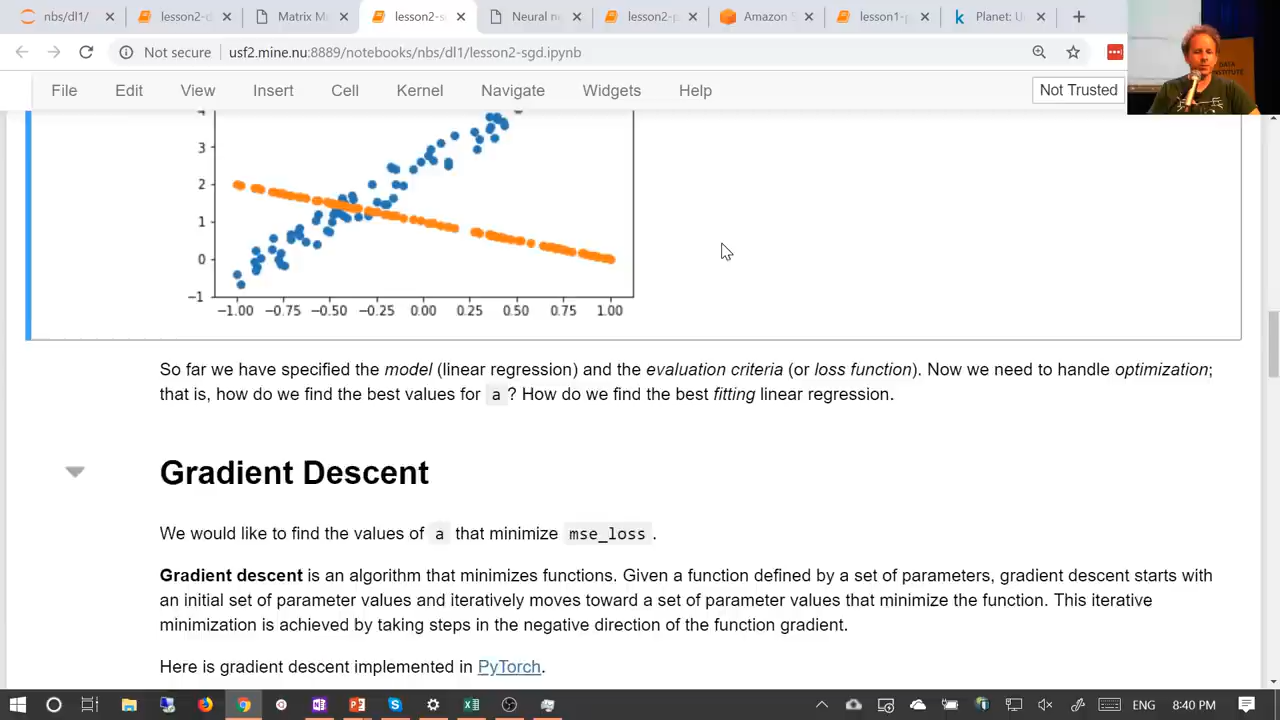 nbs/dl1/
lesson2-d
Matrix M
lesson2-s
Neural n
lesson2-p
Amazon S
lesson1-p
Planet: U
Not secure
usf2.mine.nu:8889/notebooks/nbs/dl1/lesson2-sgd.ipynb
DATA
INSTITUTE
File Edit View Insert Cell Kernel Navigate Widgets Help
Not Trusted
4
3
2
1
0
−1
−1.00 −0.75 −0.50 −0.25 0.00 0.25 0.50 0.75 1.00
So far we have specified the model (linear regression) and the evaluation criteria (or loss function). Now we need to handle optimization;
that is, how do we find the best values for a ? How do we find the best fitting linear regression.
Gradient Descent
We would like to find the values of a that minimize mse_loss .
Gradient descent is an algorithm that minimizes functions. Given a function defined by a set of parameters, gradient descent starts with
an initial set of parameter values and iteratively moves toward a set of parameter values that minimize the function. This iterative
minimization is achieved by taking steps in the negative direction of the function gradient.
Here is gradient descent implemented in PyTorch.
ENG
8:40 PM